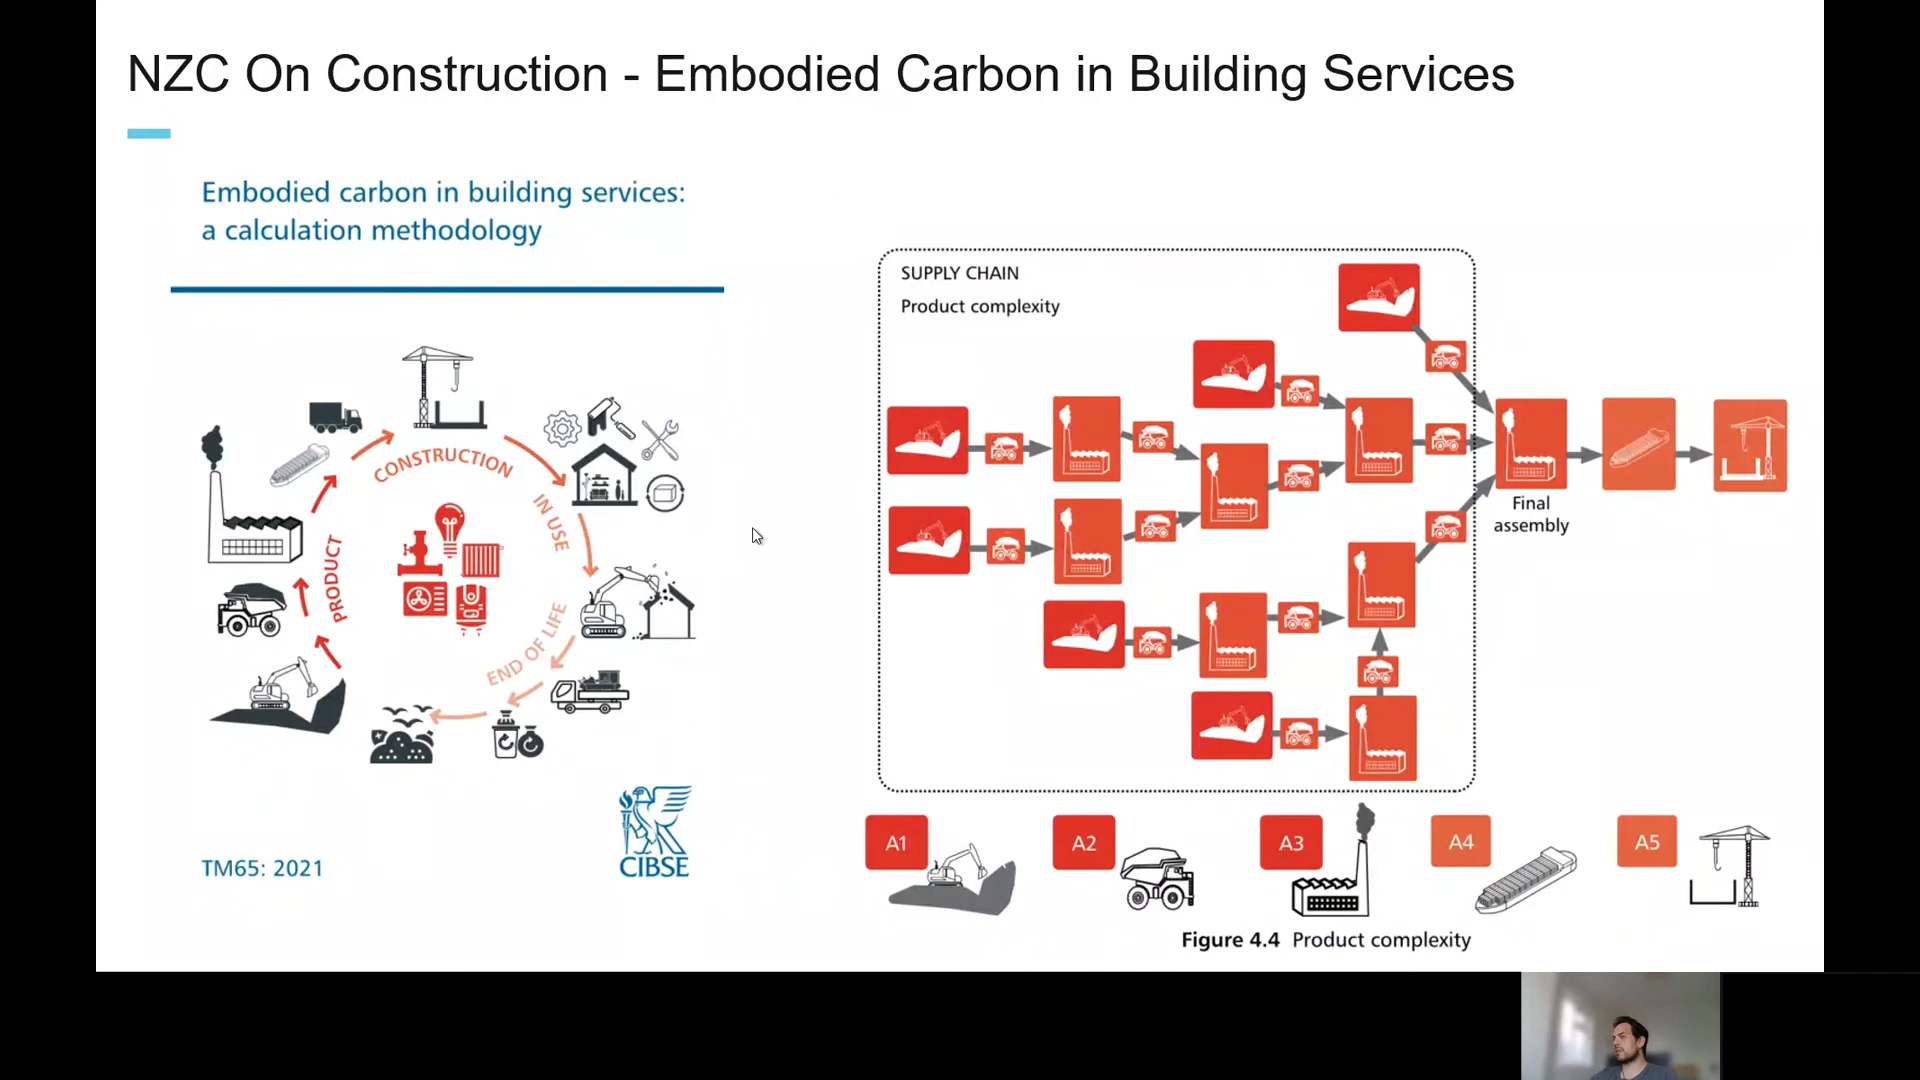 NZC On Construction - Embodied Carbon in Building Services
Embodied carbon in building services:
a calculation methodology
CONSTRUCTION
IN USE
PRODUCT
END OF LIFE
TM65: 2021
CIBSE
SUPPLY CHAIN
Product complexity
Final
assembly
A1
A2
A3
A4
A5
Figure 4.4 Product complexity